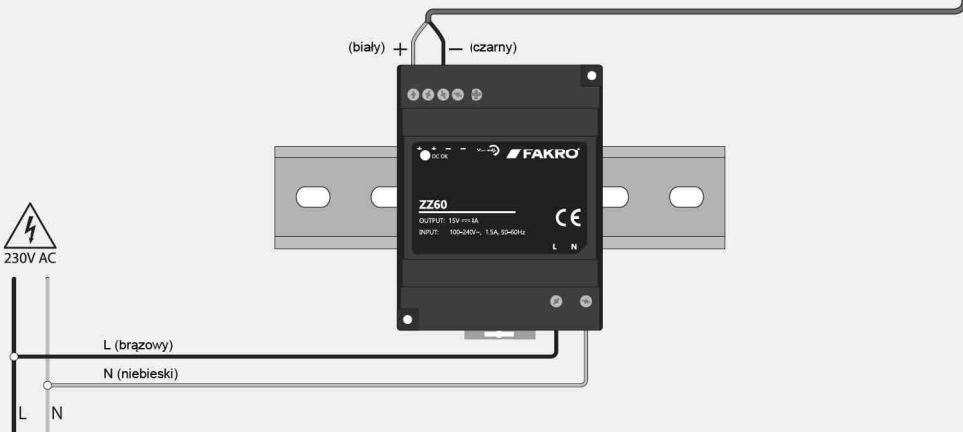 (biały) + — (czarny)
+ + — —
DC OK
FAKRO
ZZ60
OUTPUT: 15V 4A
INPUT: 100-240V~, 1.5A, 50-60Hz
CE
L N
230V AC
L (brązowy)
N (niebieski)
L N